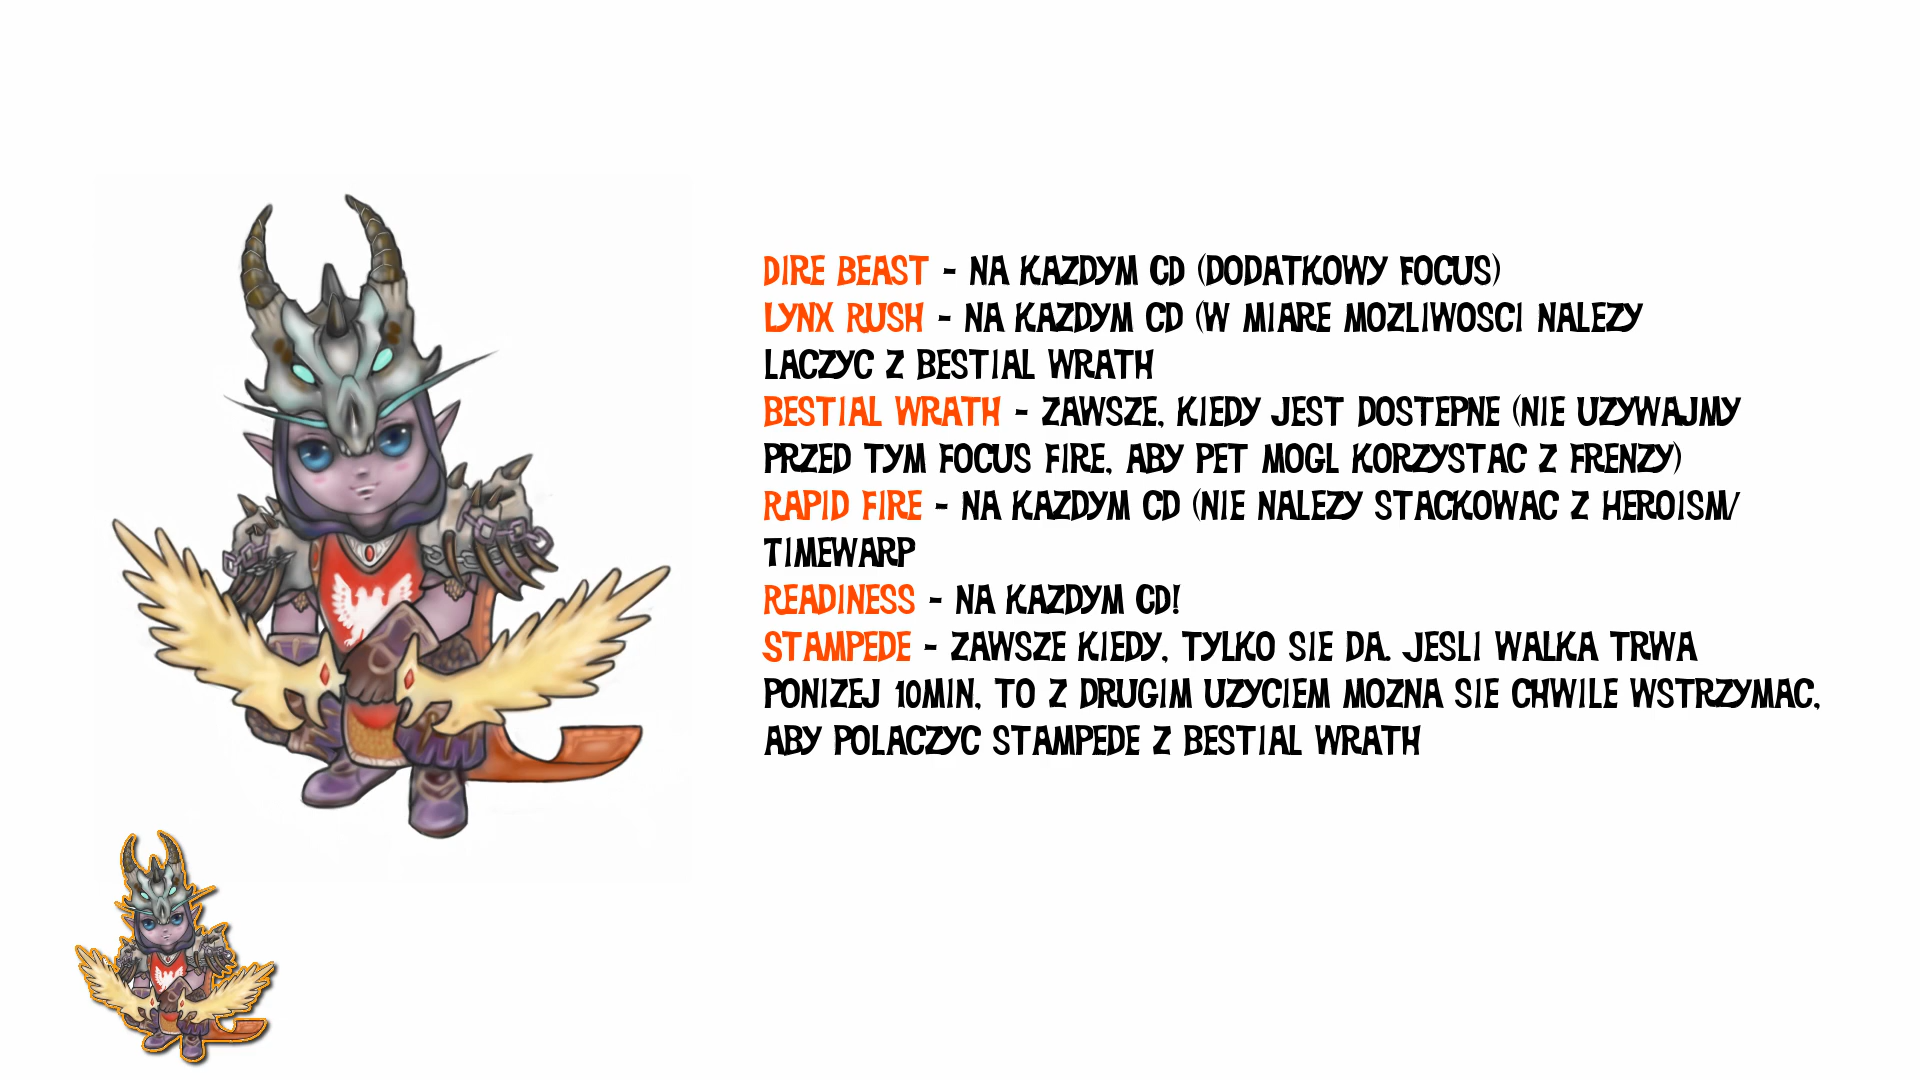 DIRE BEAST - NA KAZDYM CD (DODATKOWY FOCUS)
LYNX RUSH - NA KAZDYM CD (W MIARE MOZLIWOSCI NALEZY
LACZYC Z BESTIAL WRATH
BESTIAL WRATH - ZAWSZE, KIEDY JEST DOSTEPNE (NIE UZYWAJMY
PRZED TYM FOCUS FIRE, ABY PET MOGL KORZYSTAC Z FRENZY)
RAPID FIRE - NA KAZDYM CD (NIE NALEZY STACKOWAC Z HEROISM/
TIMEWARP
READINESS - NA KAZDYM CD!
STAMPEDE - ZAWSZE KIEDY, TYLKO SIE DA. JESLI WALKA TRWA
PONIZEJ 10MIN, TO Z DRUGIM UZYCIEM MOZNA SIE CHWILE WSTRZYMAC,
ABY POLACZYC STAMPEDE Z BESTIAL WRATH